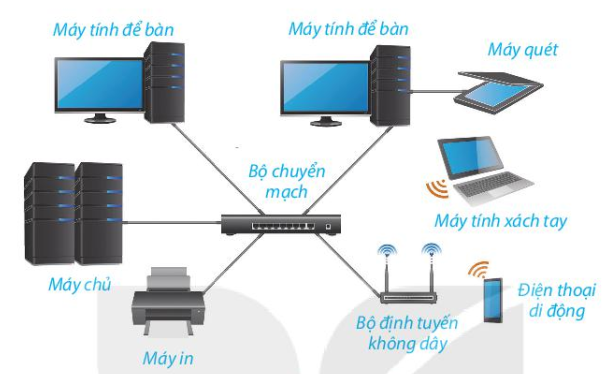 Máy tính để bàn
Máy tính để bàn
Máy quét
Bộ chuyển
mạch
Máy tính xách tay
Máy chủ
Điện thoại
di động
Bộ định tuyến
không dây
Máy in